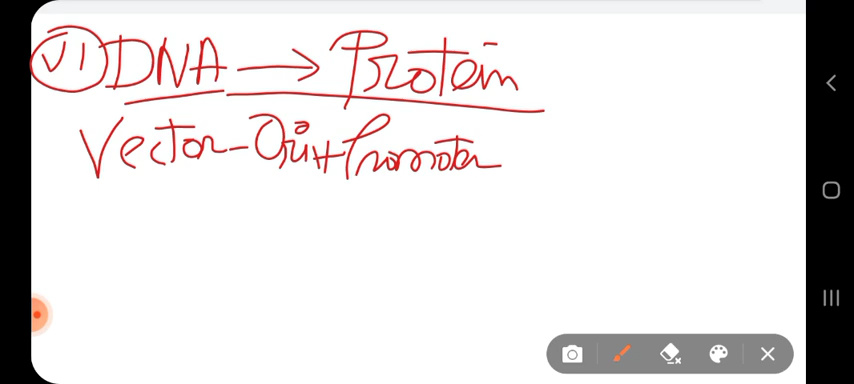 VI DNA → Protein
Vector - Ori + Promoter